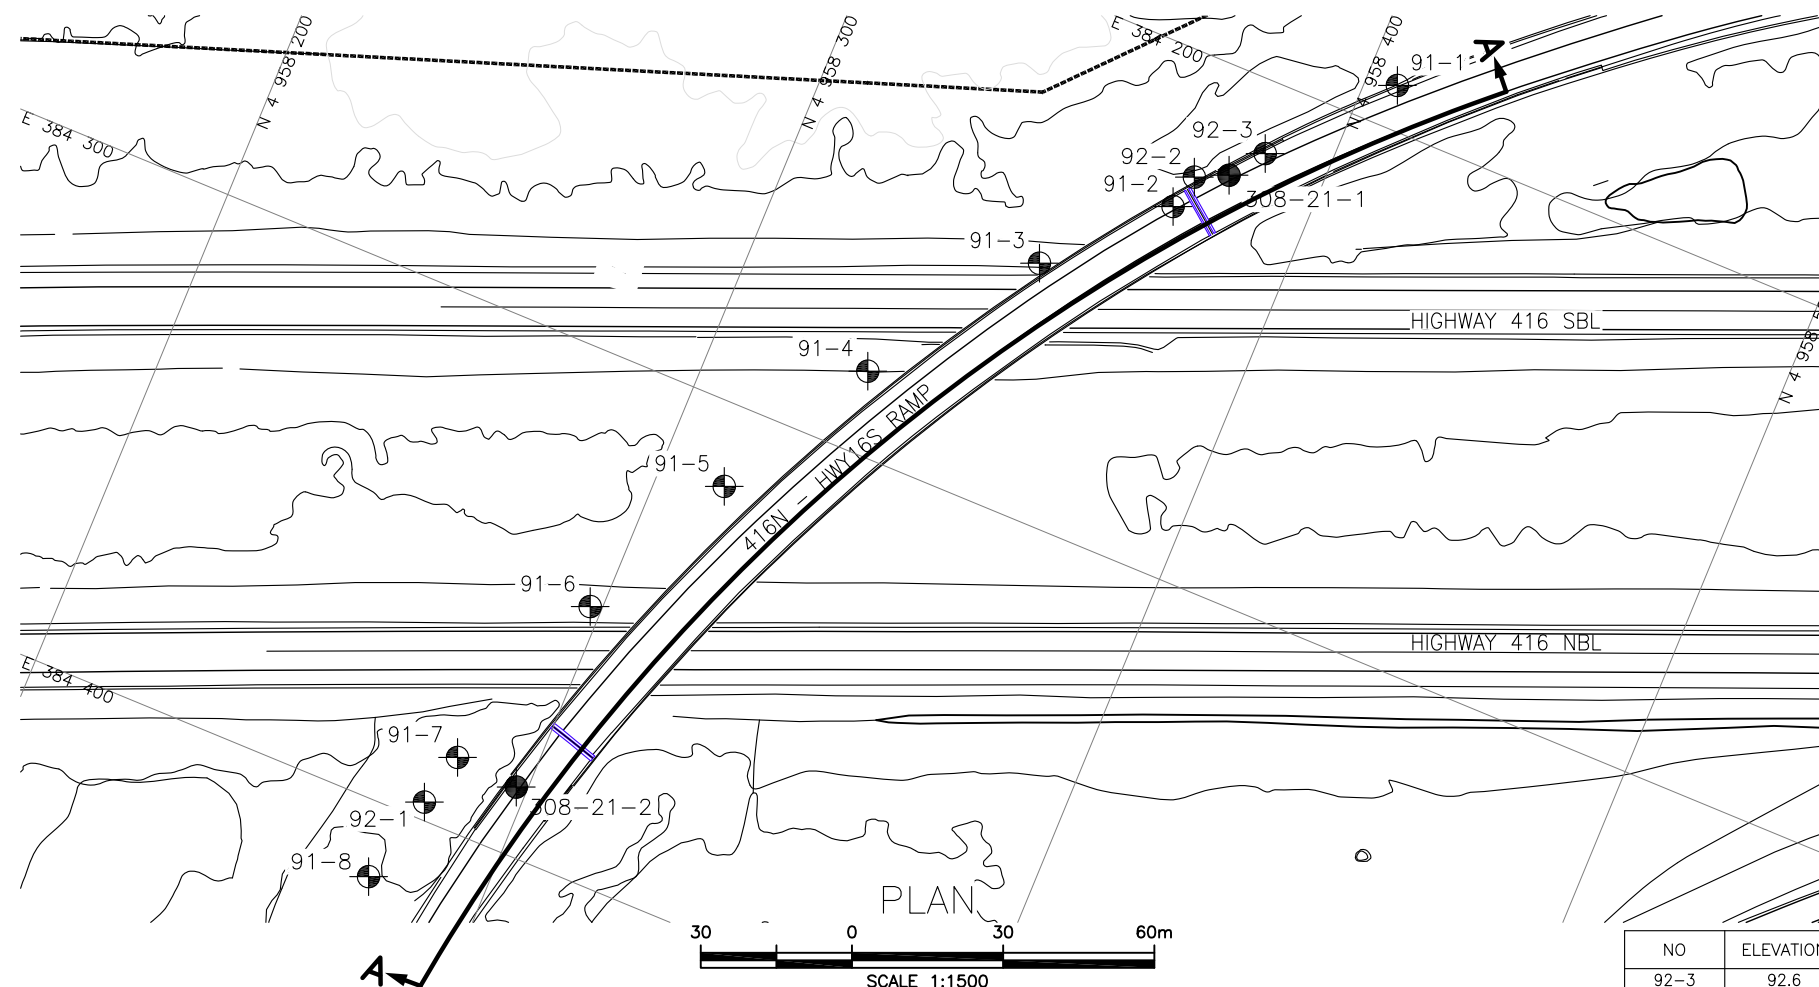 N 4 958 200
N 4 958 300
E 384 200
N 4 958 400
A
91-1
E 384 300
92-3
92-2
91-2
308-21-1
91-3
HIGHWAY 416 SBL
91-4
N 4 958 5
416N - HWY16S RAMP
91-5
91-6
HIGHWAY 416 NBL
E 384 400
91-7
308-21-2
92-1
91-8
PLAN
30 0 30 60m
SCALE 1:1500
A
NO ELEVATION
92-3 92.6